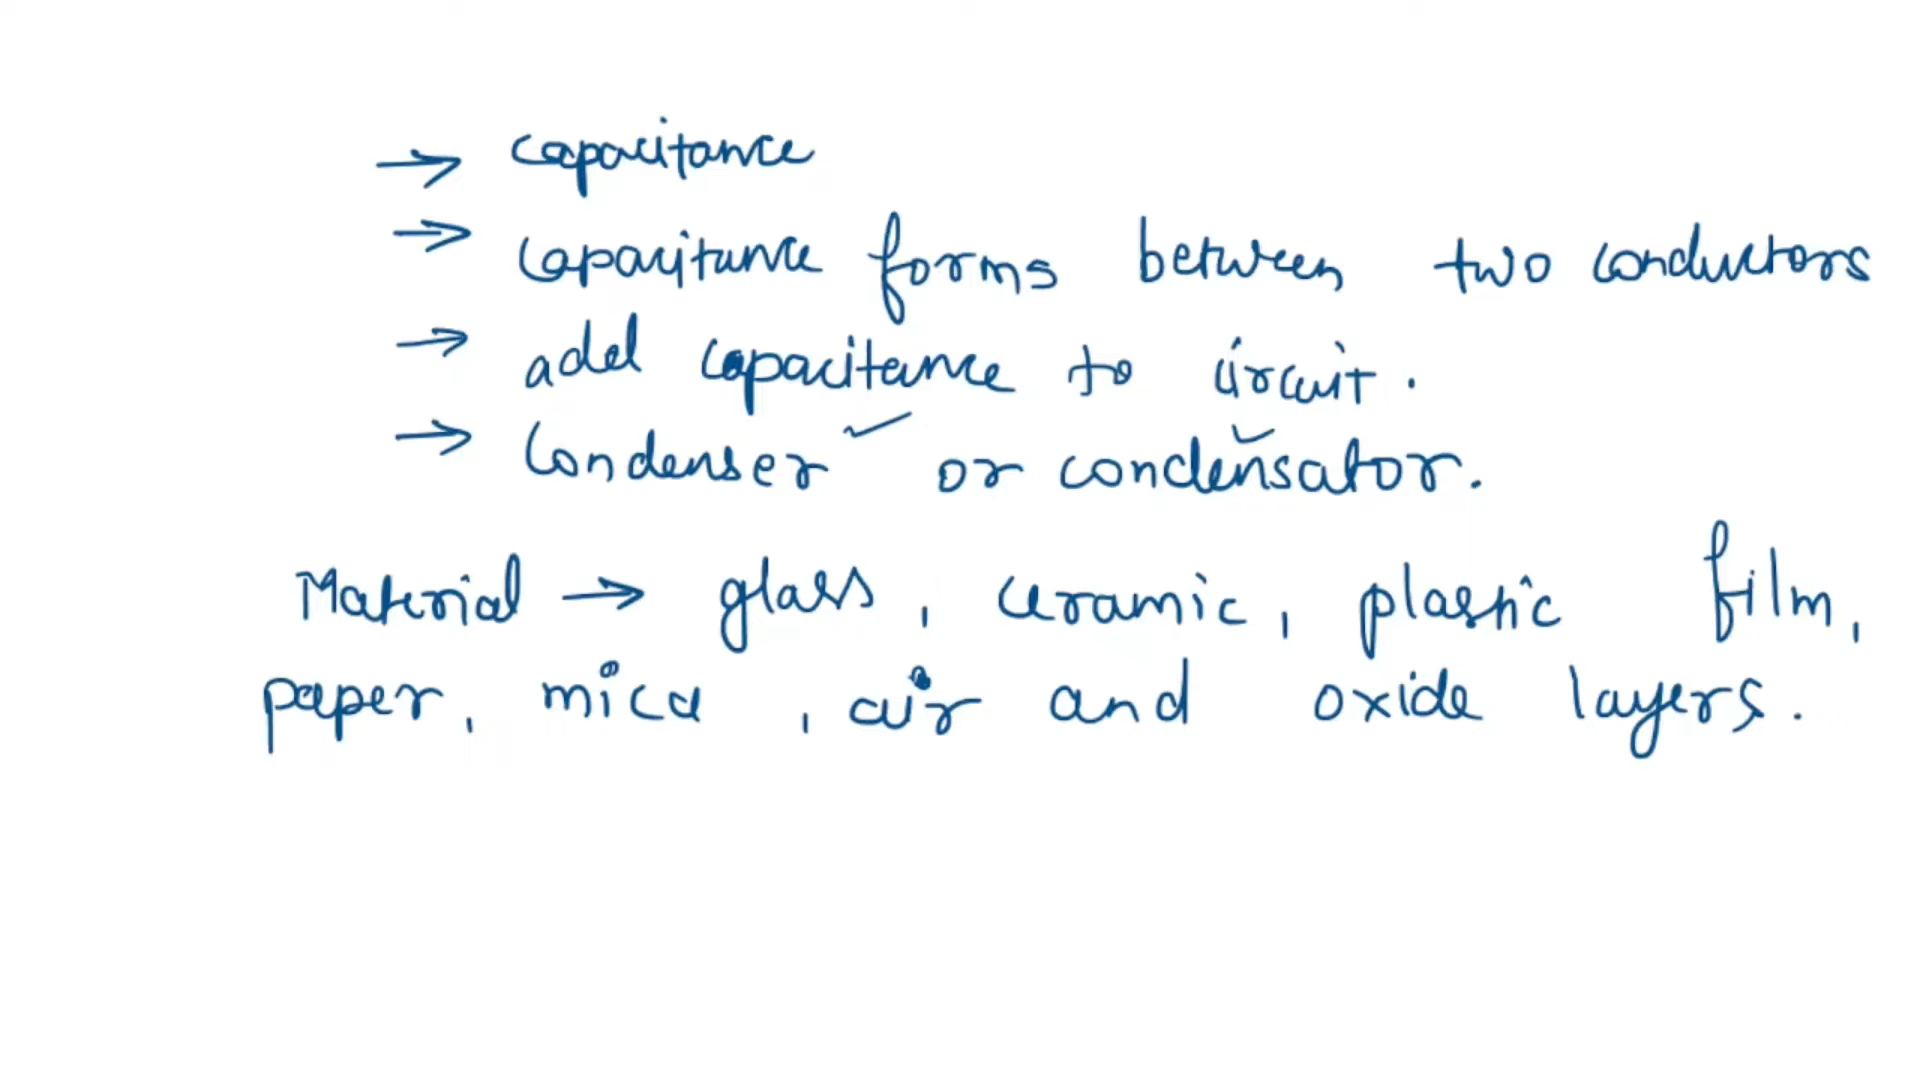 → capacitance
→ capacitance forms between two conductors
→ add capacitance to circuit.
→ Condenser ✓ or condensator. ✓
Material → glass, ceramic, plastic film,
paper, mica, air and oxide layers.